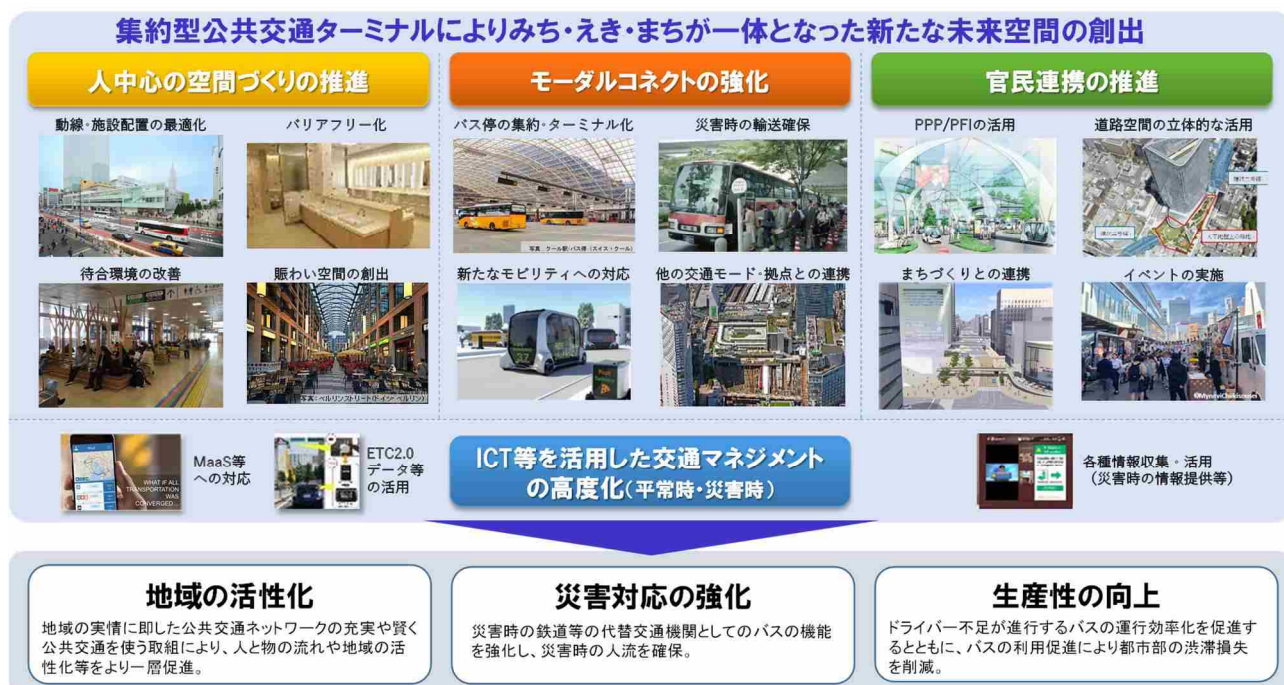 集約型公共交通ターミナルによりみち・えき・まちが一体となった新たな未来空間の創出
人中心の空間づくりの推進
モーダルコネクトの強化
官民連携の推進
動線・施設配置の最適化
バリアフリー化
バス停の集約・ターミナル化
災害時の輸送確保
PPP/PFIの活用
道路空間の立体的な活用
写真：クール駅/バス停（スイス・クール）
待合環境の改善
賑わい空間の創出
新たなモビリティへの対応
他の交通モード・拠点との連携
まちづくりとの連携
イベントの実施
写真：ベルリンストリート（ドイツ・ベルリン）
©MynaviChokisousei
MaaS等
への対応
WHAT IF ALL
TRANSPORTATION
WAS
CONVERGED
ETC2.0
データ等
の活用
ICT等を活用した交通マネジメント
の高度化（平常時・災害時）
各種情報収集・活用
（災害時の情報提供等）
地域の活性化
地域の実情に即した公共交通ネットワークの充実や賢く
公共交通を使う取組により、人と物の流れや地域の活
性化等をより一層促進。
災害対応の強化
災害時の鉄道等の代替交通機関としてのバスの機能
を強化し、災害時の人流を確保。
生産性の向上
ドライバー不足が進行するバスの運行効率化を促進す
るとともに、バスの利用促進により都市部の渋滞損失
を削減。